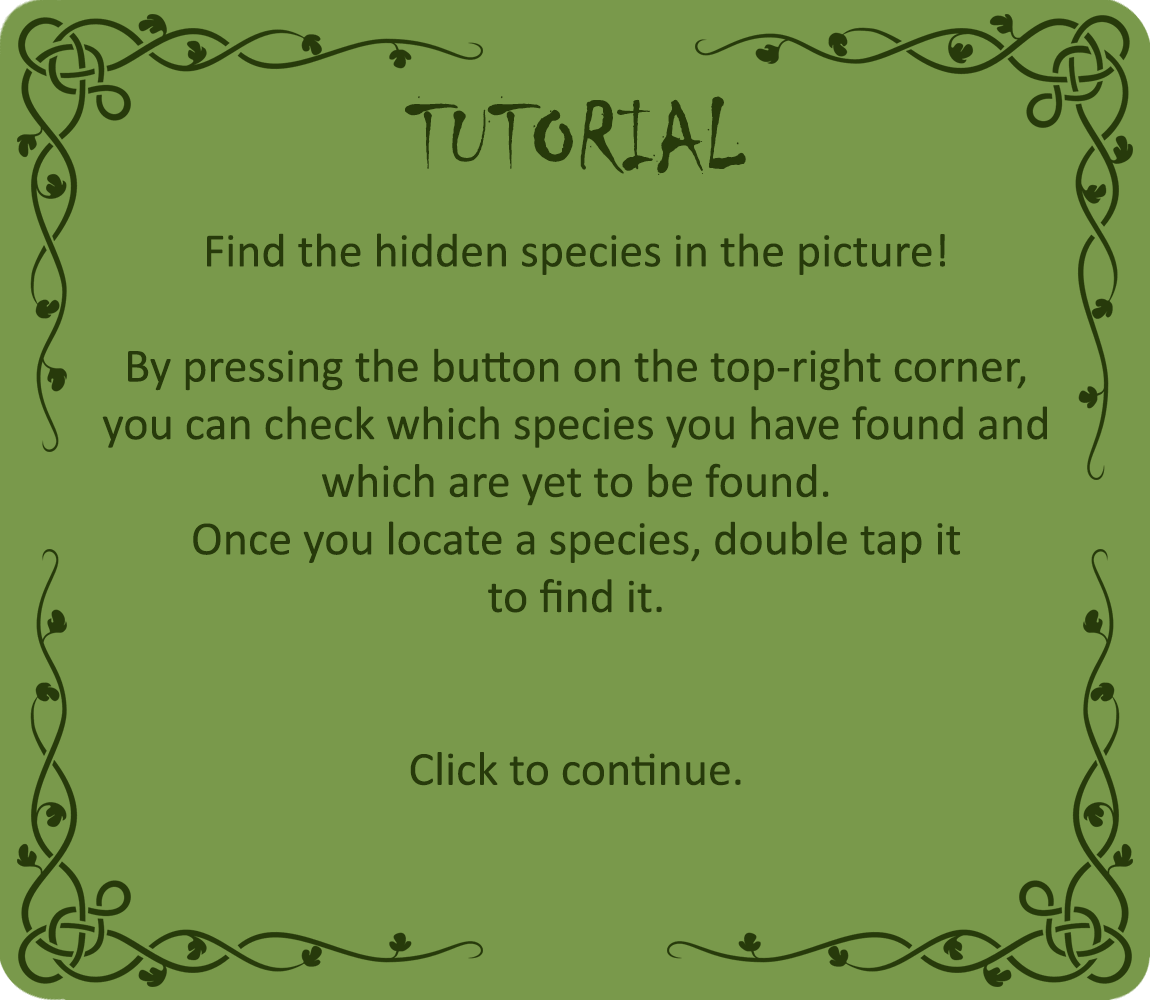 TUTORIAL
Find the hidden species in the picture!
By pressing the button on the top-right corner,
you can check which species you have found and
which are yet to be found.
Once you locate a species, double tap it
to find it.
Click to continue.